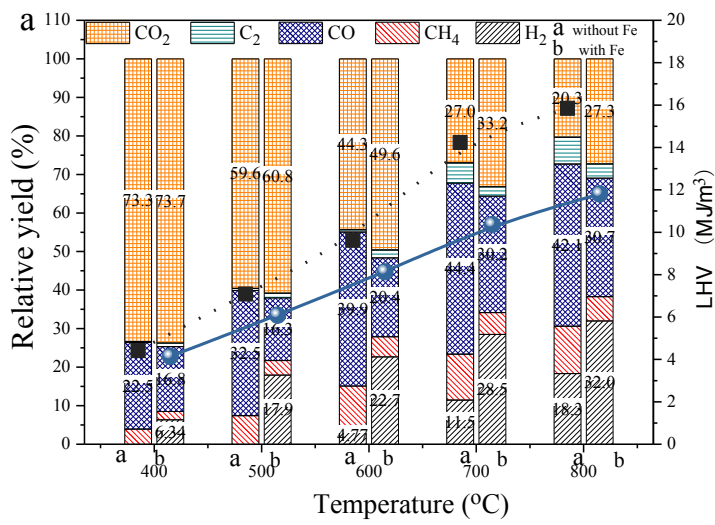 a
CO2 C2 CO CH4 H2 a without Fe
b with Fe
Relative yield (%)
110
100
90
80
70
60
50
40
30
20
10
0
73.3 73.7 59.6 60.8 44.3 49.6 27.0 33.2 20.3 27.3
22.5 16.8 32.5 16.3 39.9 20.4 44.4 30.2 42.1 30.7
6.34 17.9 4.77 22.7 11.5 28.5 18.3 32.0
20
18
16
14
12
10
8
6
4
2
0
LHV (MJ/m3)
a b a b a b a b a b
400 500 600 700 800
Temperature (oC)